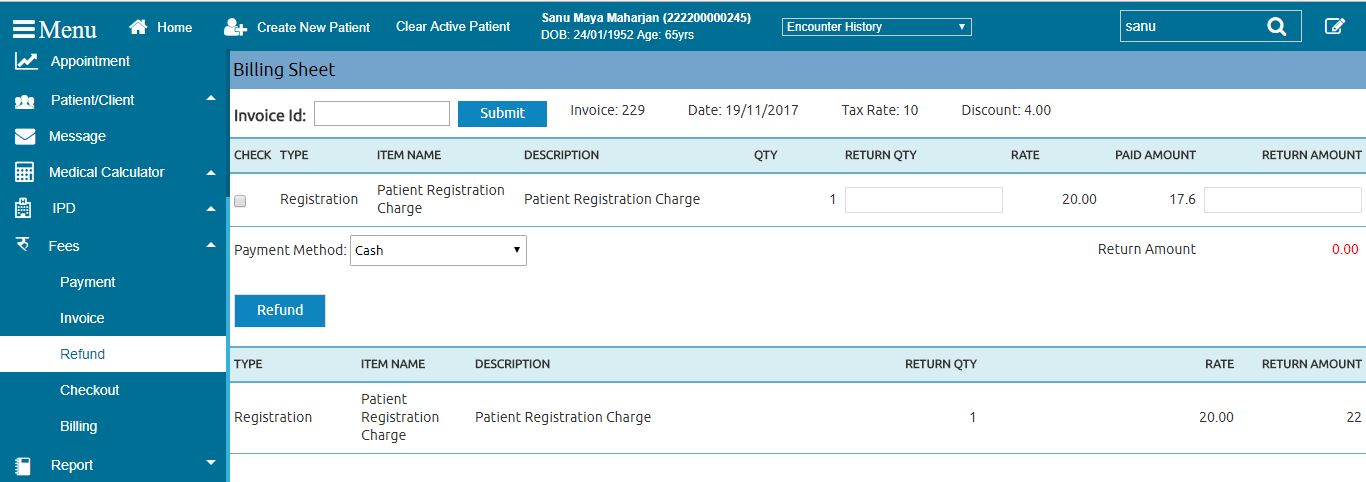 Menu
Home
Create New Patient
Clear Active Patient
Sanu Maya Maharjan (222200000245)
DOB: 24/01/1952 Age: 65yrs
Encounter History
sanu
Appointment
Patient/Client
Message
Medical Calculator
IPD
Fees
Payment
Invoice
Refund
Checkout
Billing
Report
Billing Sheet
Invoice Id: Submit Invoice: 229 Date: 19/11/2017 Tax Rate: 10 Discount: 4.00
CHECK TYPE ITEM NAME DESCRIPTION QTY RETURN QTY RATE PAID AMOUNT RETURN AMOUNT
Registration Patient Registration Charge Patient Registration Charge 1 20.00 17.6
Payment Method: Cash Return Amount 0.00
Refund
TYPE ITEM NAME DESCRIPTION RETURN QTY RATE RETURN AMOUNT
Registration Patient Registration Charge Patient Registration Charge 1 20.00 22